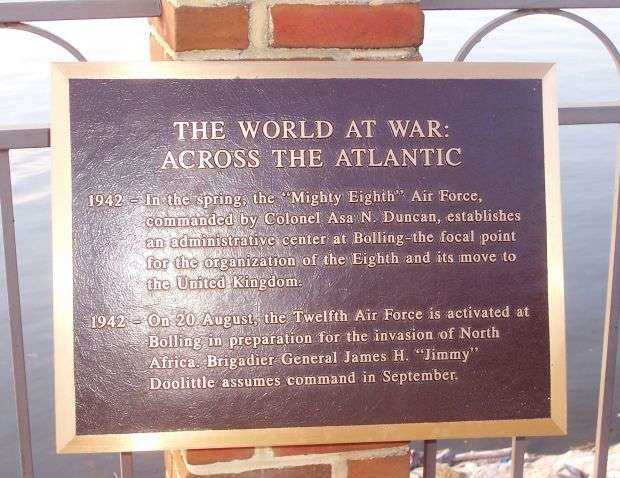 THE WORLD AT WAR:
ACROSS THE ATLANTIC
1942 – In the spring, the "Mighty Eighth" Air Force,
commanded by Colonel Asa N. Duncan, establishes
an administrative center at Bolling–the focal point
for the organization of the Eighth and its move to
the United Kingdom.
1942 – On 20 August, the Twelfth Air Force is activated at
Bolling in preparation for the invasion of North
Africa. Brigadier General James H. "Jimmy"
Doolittle assumes command in September.